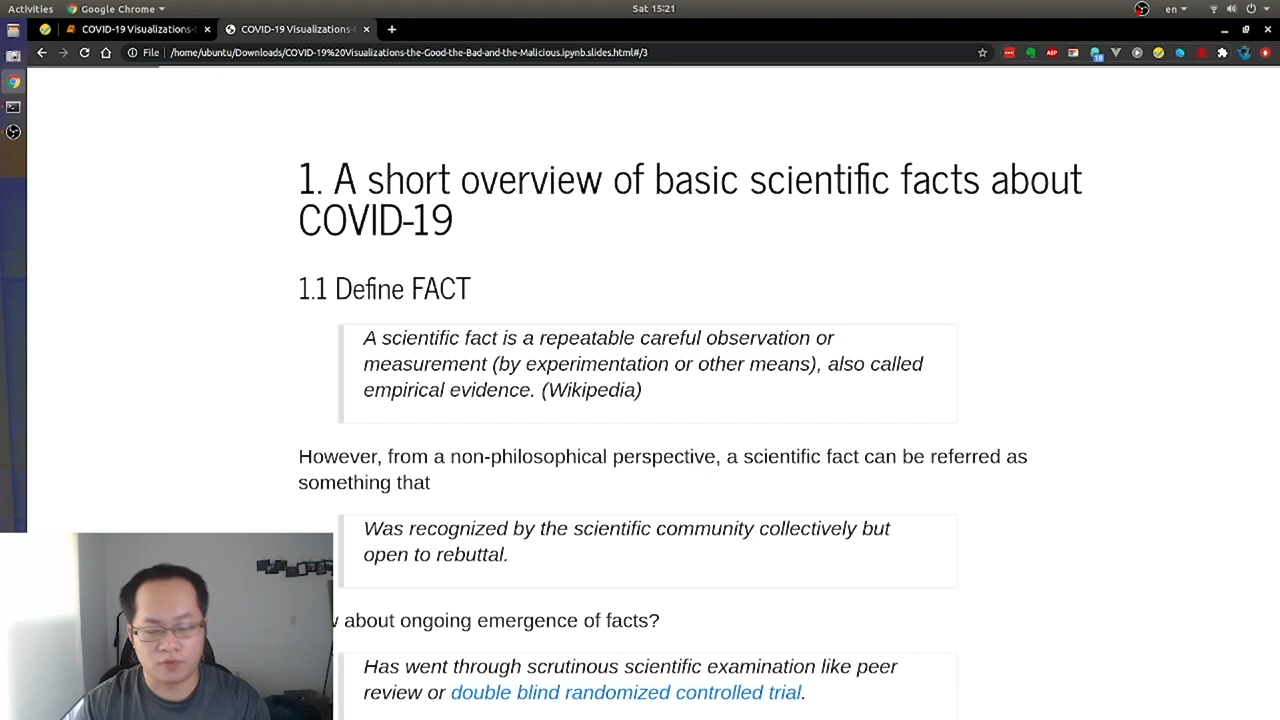 Activities
Google Chrome
Sat 15:21
en
COVID-19 Visualizations-
COVID-19 Visualizations-
File
/home/ubuntu/Downloads/COVID-19%20Visualizations-the-Good-the-Bad-and-the-Malicious.ipynb.slides.html#/3
ABP
10
1. A short overview of basic scientific facts about
COVID-19
1.1 Define FACT
A scientific fact is a repeatable careful observation or
measurement (by experimentation or other means), also called
empirical evidence. (Wikipedia)
However, from a non-philosophical perspective, a scientific fact can be referred as
something that
Was recognized by the scientific community collectively but
open to rebuttal.
about ongoing emergence of facts?
Has went through scrutinous scientific examination like peer
review or double blind randomized controlled trial.